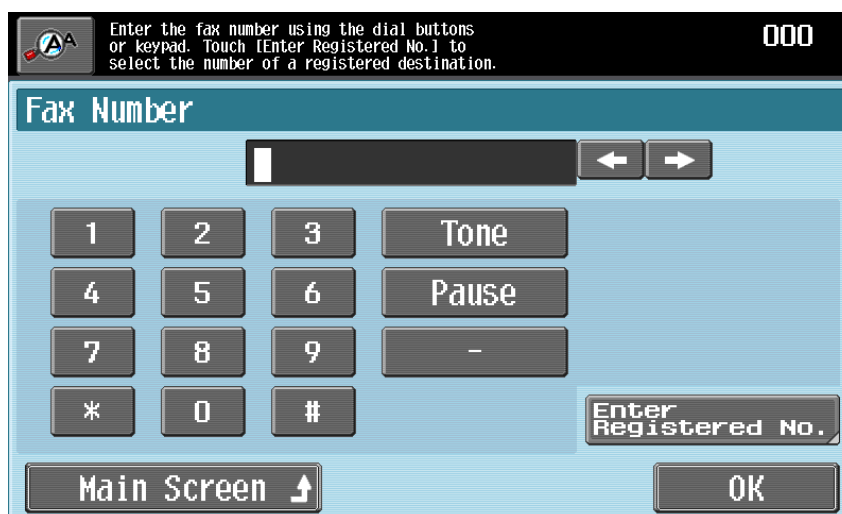 Enter the fax number using the dial buttons
or keypad. Touch [Enter Registered No.] to
select the number of a registered destination.
000
Fax Number
1 2 3 Tone
4 5 6 Pause
7 8 9 -
* 0 #
Enter
Registered No.
Main Screen
OK